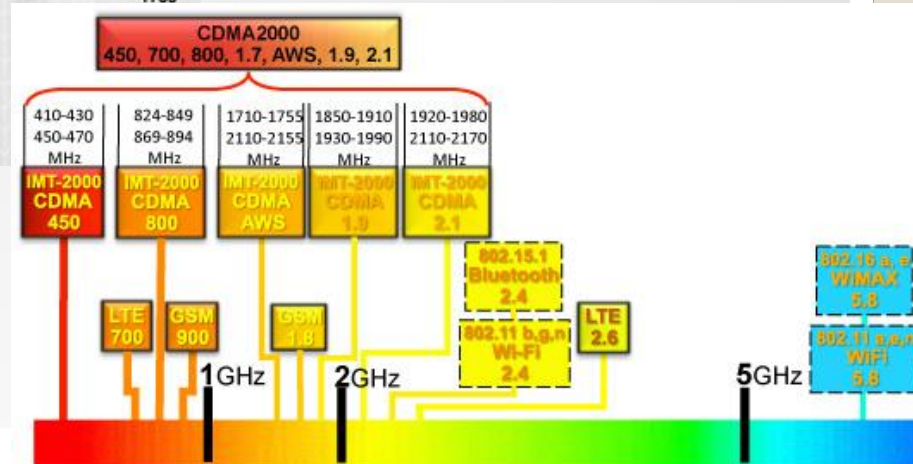 CDMA2000
450, 700, 800, 1.7, AWS, 1.9, 2.1
410-430
450-470
MHz
824-849
869-894
MHz
1710-1755
2110-2155
MHz
1850-1910
1930-1990
MHz
1920-1980
2110-2170
MHz
IMT-2000
CDMA
450
IMT-2000
CDMA
800
IMT-2000
CDMA
AWS
IMT-2000
CDMA
1.9
IMT-2000
CDMA
2.1
802.15.1
Bluetooth
2.4
802.16 a, e
WiMAX
5.8
LTE
700
GSM
900
GSM
1.8
802.11 b,g,n
Wi-Fi
2.4
LTE
2.6
WiFi
5.8
1GHz
2GHz
5GHz